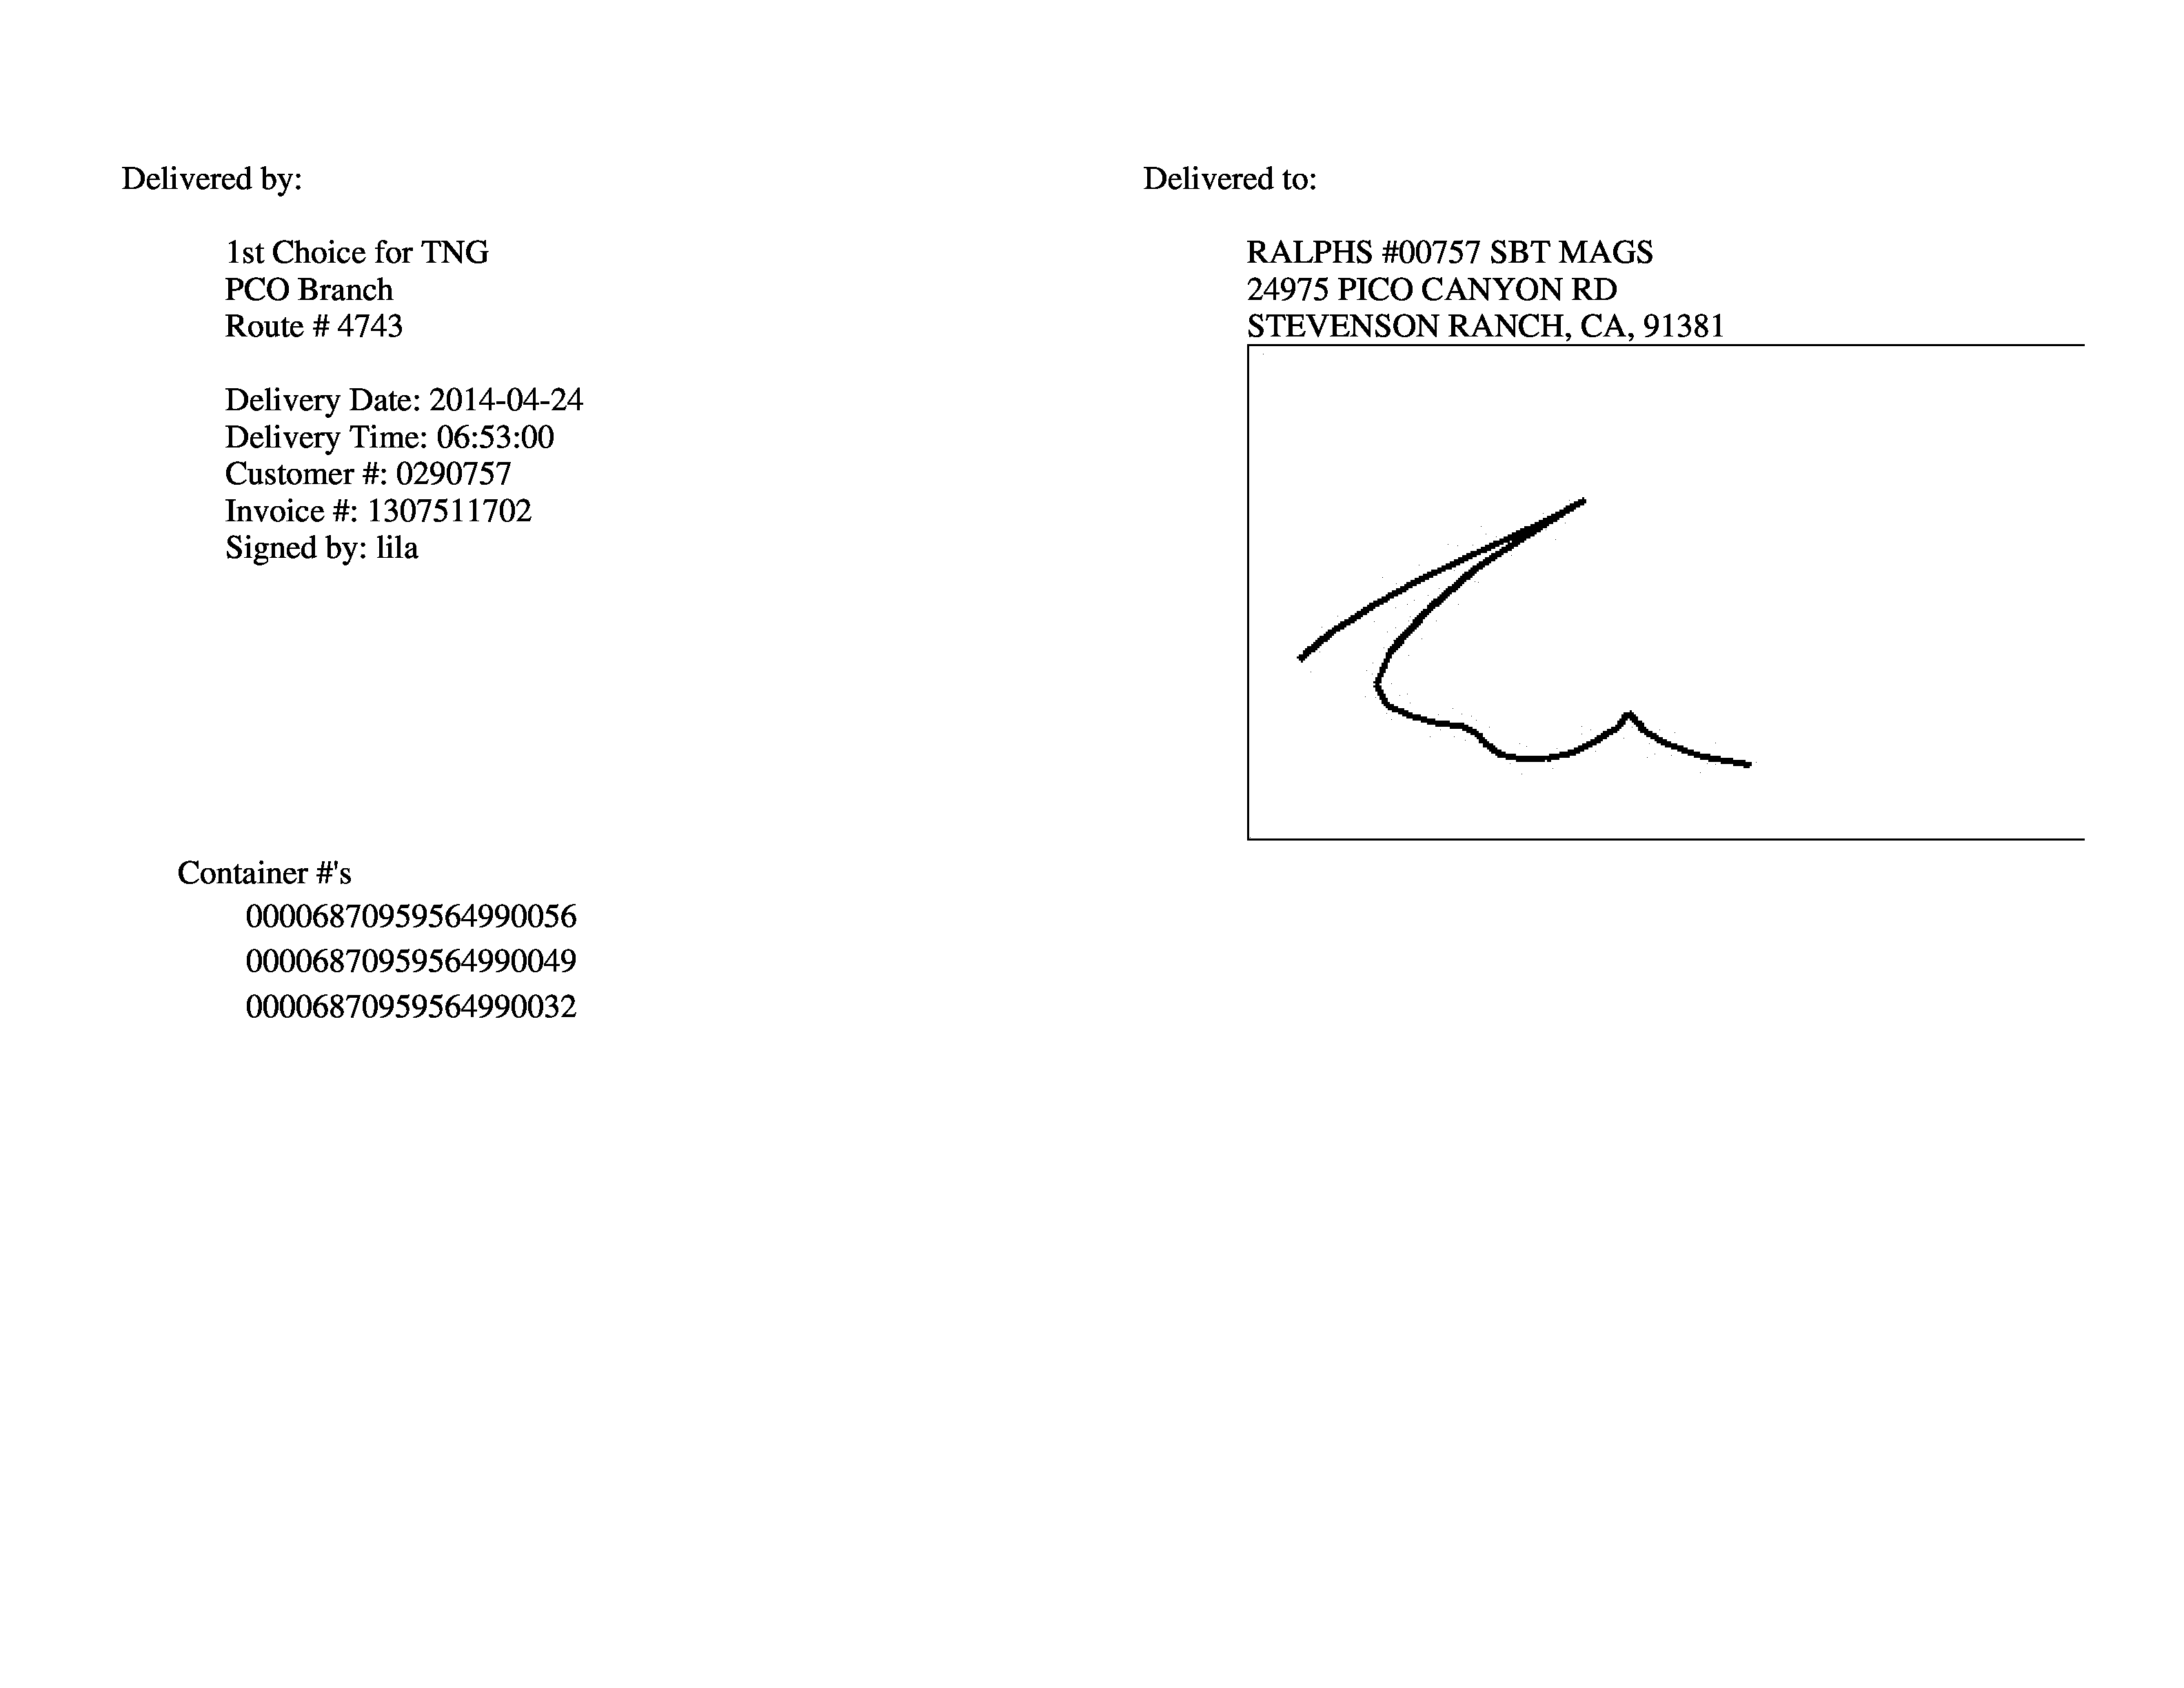 Delivered by:
1st Choice for TNG
PCO Branch
Route # 4743
Delivery Date: 2014-04-24
Delivery Time: 06:53:00
Customer #: 0290757
Invoice #: 1307511702
Signed by: lila
Delivered to:
RALPHS #00757 SBT MAGS
24975 PICO CANYON RD
STEVENSON RANCH, CA, 91381
Container #'s
00006870959564990056
00006870959564990049
00006870959564990032